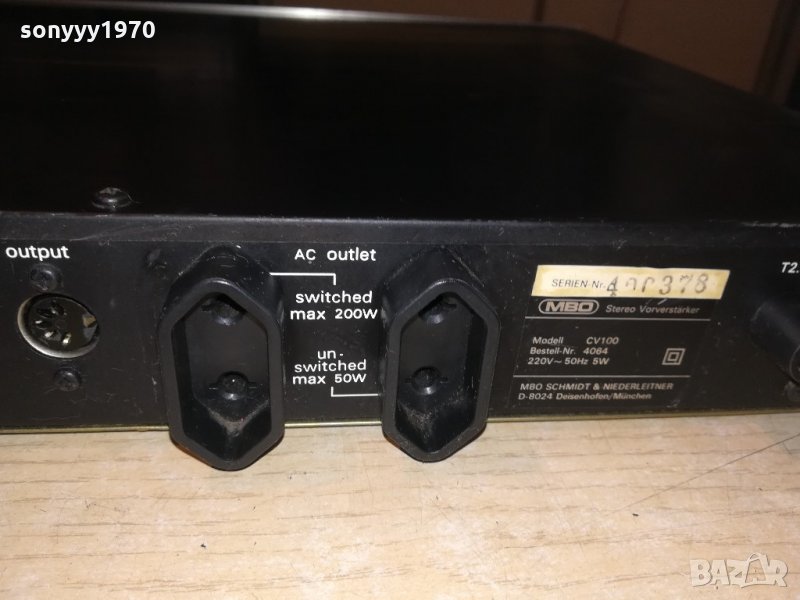 sonyyy1970
output
AC outlet
switched
max 200W
un-
switched
max 50W
SERIEN-Nr.
MBO Stereo Vorverstärker
Modell CV100
Bestell-Nr. 4064
220V~ 50Hz 5W
MBO SCHMIDT & NIEDERLEITNER
D-8024 Deisenhofen/München
BAZAR